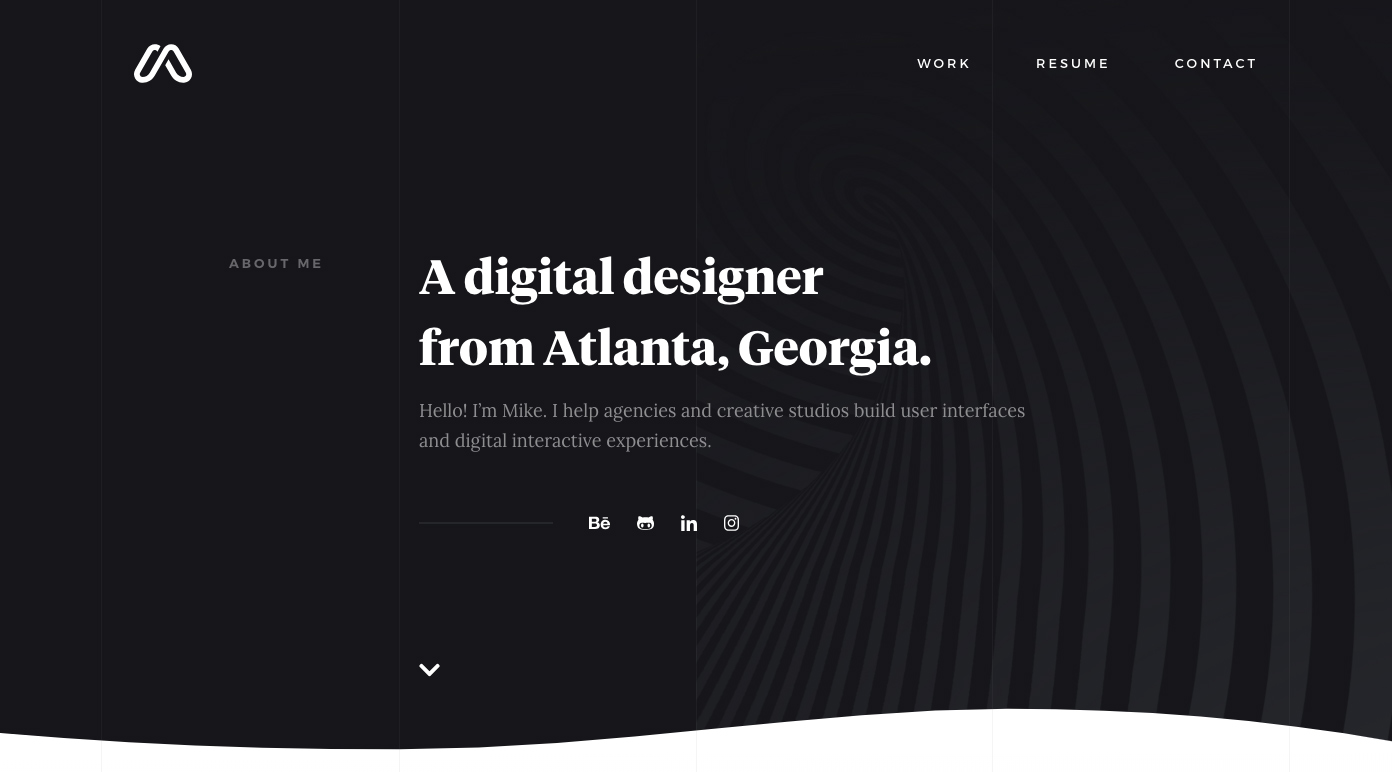 WORK
RESUME
CONTACT
ABOUT ME
A digital designer
from Atlanta, Georgia.
Hello! I’m Mike. I help agencies and creative studios build user interfaces
and digital interactive experiences.
Bē
in